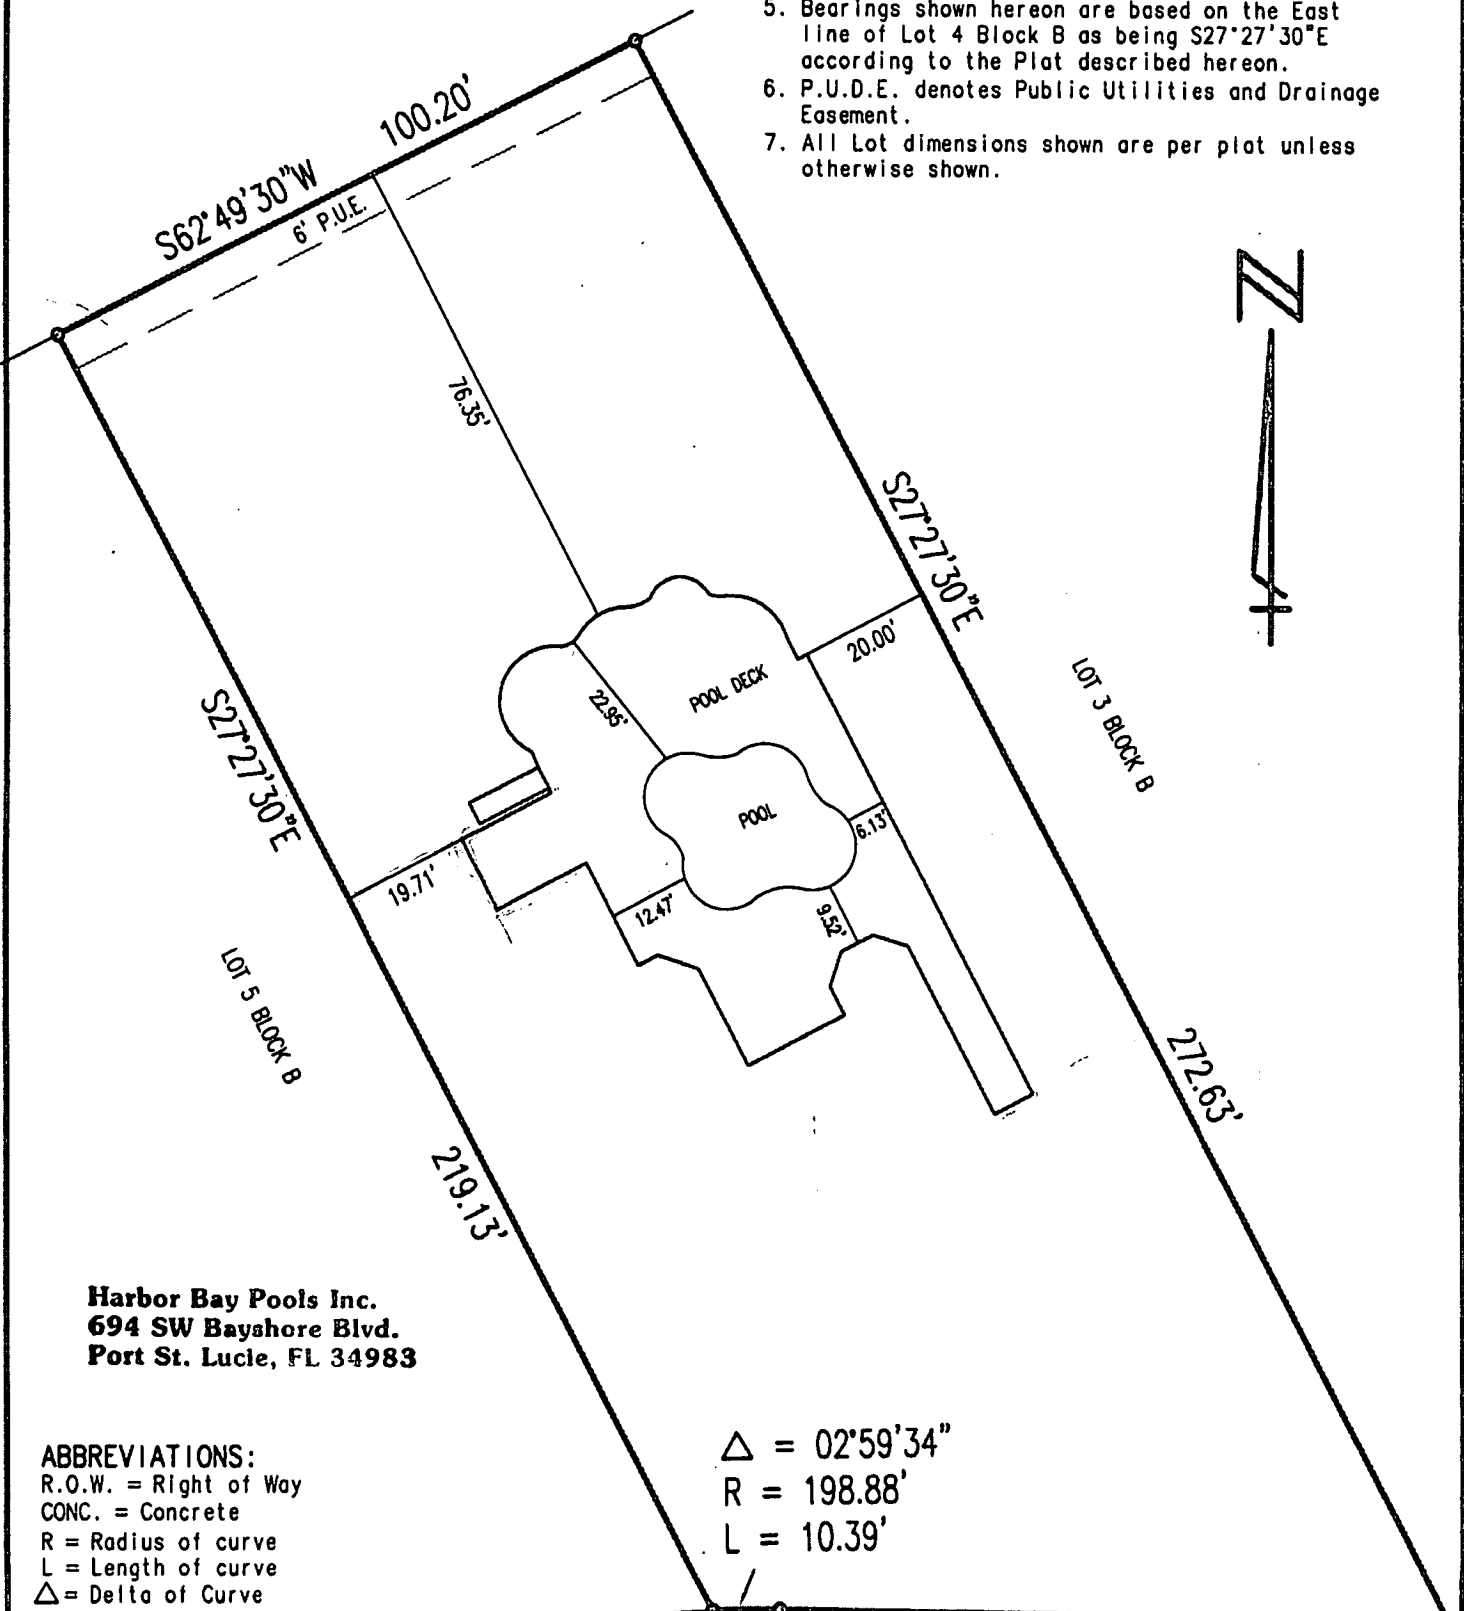 5. Bearings shown hereon are based on the East
line of Lot 4 Block B as being S27°27'30"E
according to the Plat described hereon.
6. P.U.D.E. denotes Public Utilities and Drainage
Easement.
7. All Lot dimensions shown are per plat unless
otherwise shown.
100.20'
S62°49'30"W
6' P.U.E.
N
76.35'
S27°27'30"E
20.00'
LOT 3 BLOCK B
POOL DECK
22.95'
S27°27'30"E
POOL
6.13'
19.71'
12.47'
9.52'
LOT 5 BLOCK B
272.63'
219.13'
Harbor Bay Pools Inc.
694 SW Bayshore Blvd.
Port St. Lucie, FL 34983
△ = 02°59'34"
R = 198.88'
L = 10.39'
ABBREVIATIONS:
R.O.W. = Right of Way
CONC. = Concrete
R = Radius of curve
L = Length of curve
△ = Delta of Curve